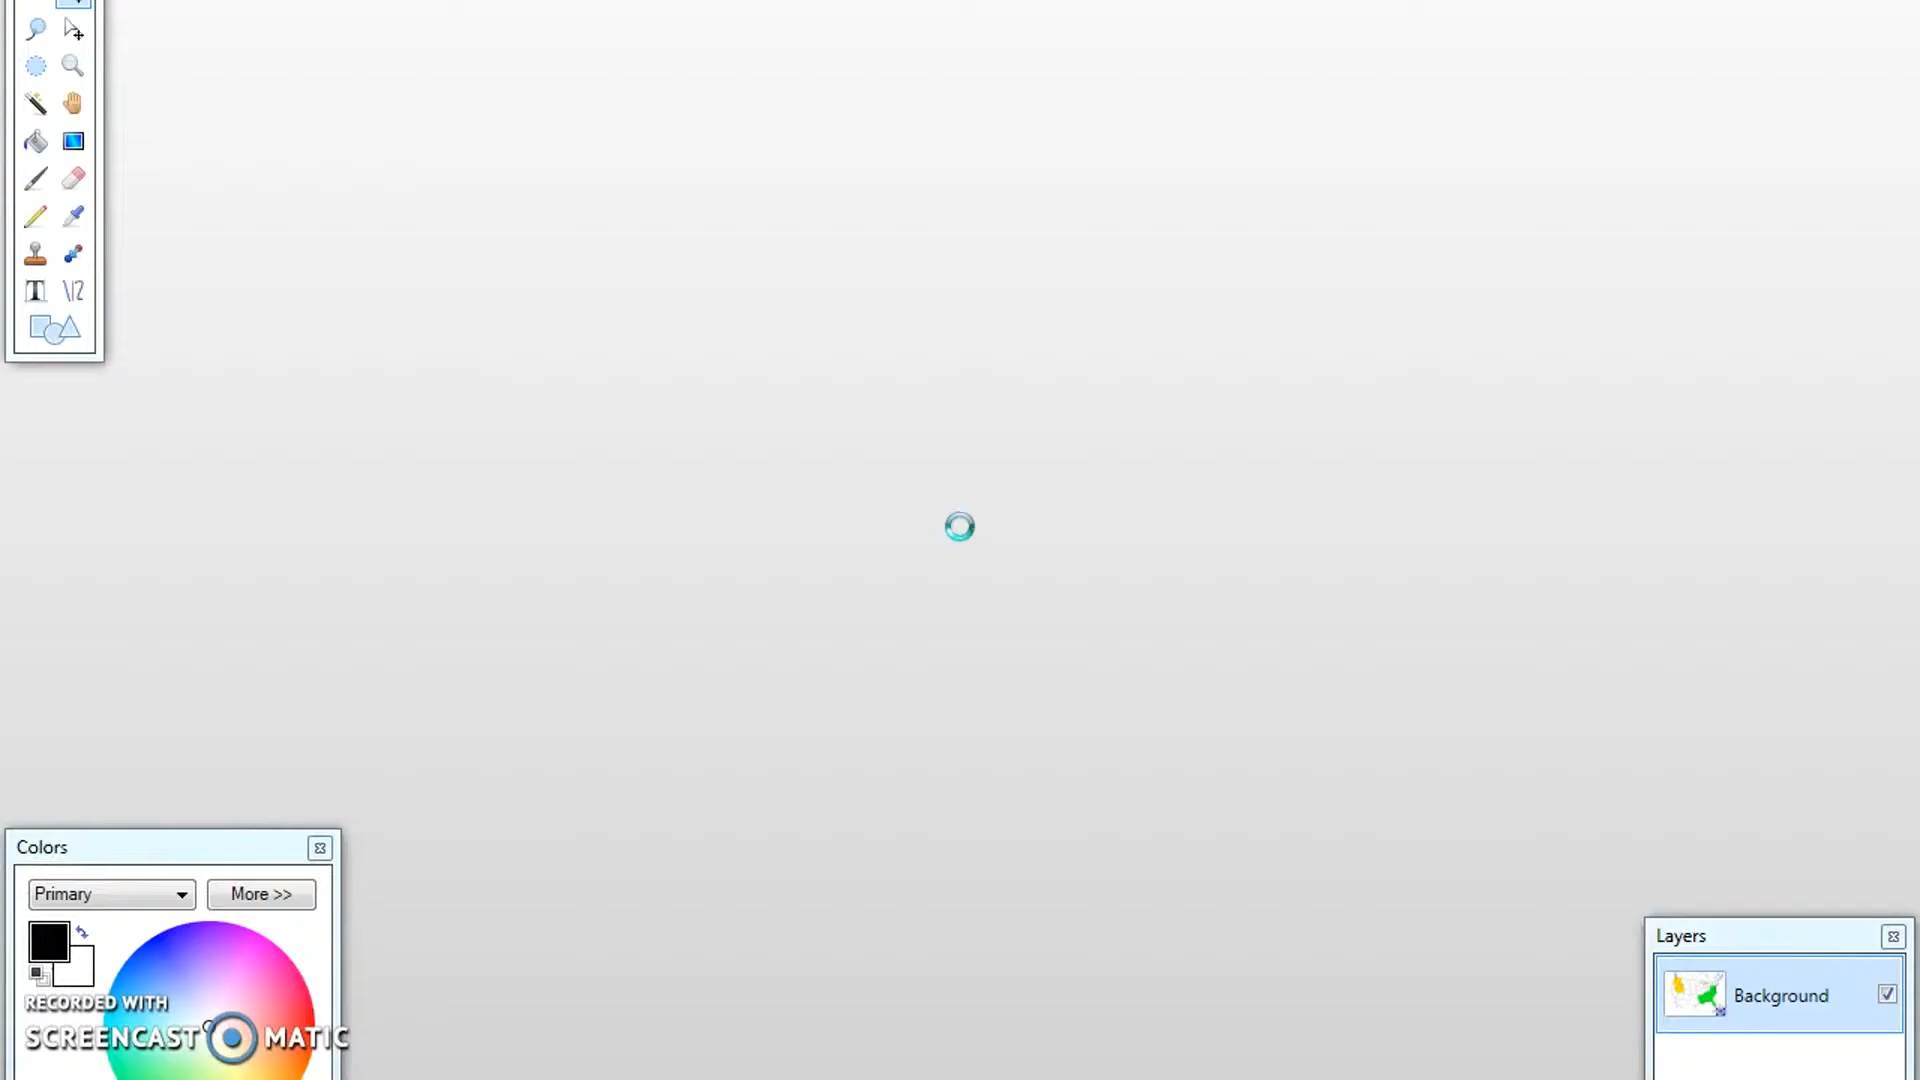 Colors
Primary
More >>
Layers
Background
RECORDED WITH
SCREENCAST MATIC